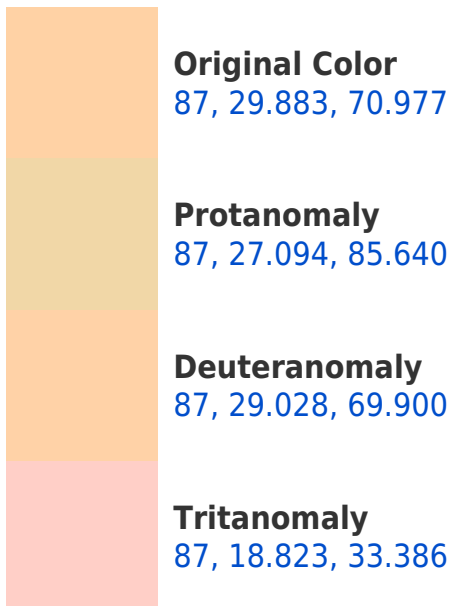 Original Color
87, 29.883, 70.977
Protanomaly
87, 27.094, 85.640
Deuteranomaly
87, 29.028, 69.900
Tritanomaly
87, 18.823, 33.386